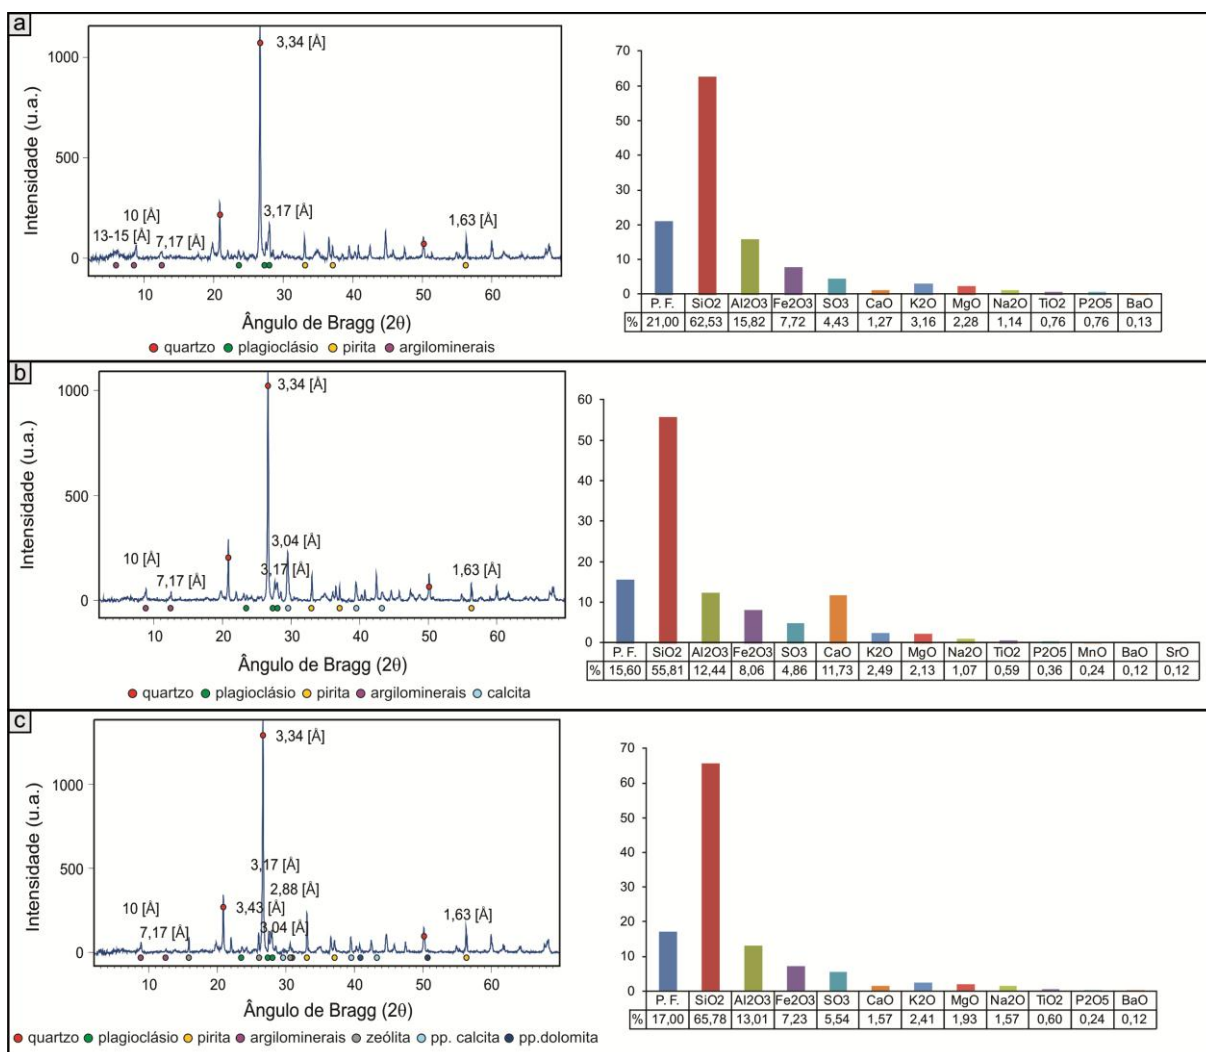 a
Intensidade (u.a.)
1000
500
0
3,34 [Å]
10 [Å]
13-15 [Å]
7,17 [Å]
3,17 [Å]
1,63 [Å]
10 20 30 40 50 60
Ângulo de Bragg (2θ)
quartzo plagioclásio pirita argilominerais
70
60
50
40
30
20
10
0
P. F. SiO2 Al2O3 Fe2O3 SO3 CaO K2O MgO Na2O TiO2 P2O5 BaO
% 21,00 62,53 15,82 7,72 4,43 1,27 3,16 2,28 1,14 0,76 0,76 0,13
b
Intensidade (u.a.)
1000
500
0
3,34 [Å]
3,04 [Å]
10 [Å]
7,17 [Å]
3,17 [Å]
1,63 [Å]
10 20 30 40 50 60
Ângulo de Bragg (2θ)
quartzo plagioclásio pirita argilominerais calcita
60
50
40
30
20
10
0
P. F. SiO2 Al2O3 Fe2O3 SO3 CaO K2O MgO Na2O TiO2 P2O5 MnO BaO SrO
% 15,60 55,81 12,44 8,06 4,86 11,73 2,49 2,13 1,07 0,59 0,36 0,24 0,12 0,12
c
Intensidade (u.a.)
1000
500
0
3,34 [Å]
3,17 [Å]
2,88 [Å]
10 [Å]
3,43 [Å]
7,17 [Å]
3,04 [Å]
1,63 [Å]
10 20 30 40 50 60
Ângulo de Bragg (2θ)
quartzo plagioclásio pirita argilominerais zeólita pp. calcita pp.dolomita
70
60
50
40
30
20
10
0
P. F. SiO2 Al2O3 Fe2O3 SO3 CaO K2O MgO Na2O TiO2 P2O5 BaO
% 17,00 65,78 13,01 7,23 5,54 1,57 2,41 1,93 1,57 0,60 0,24 0,12